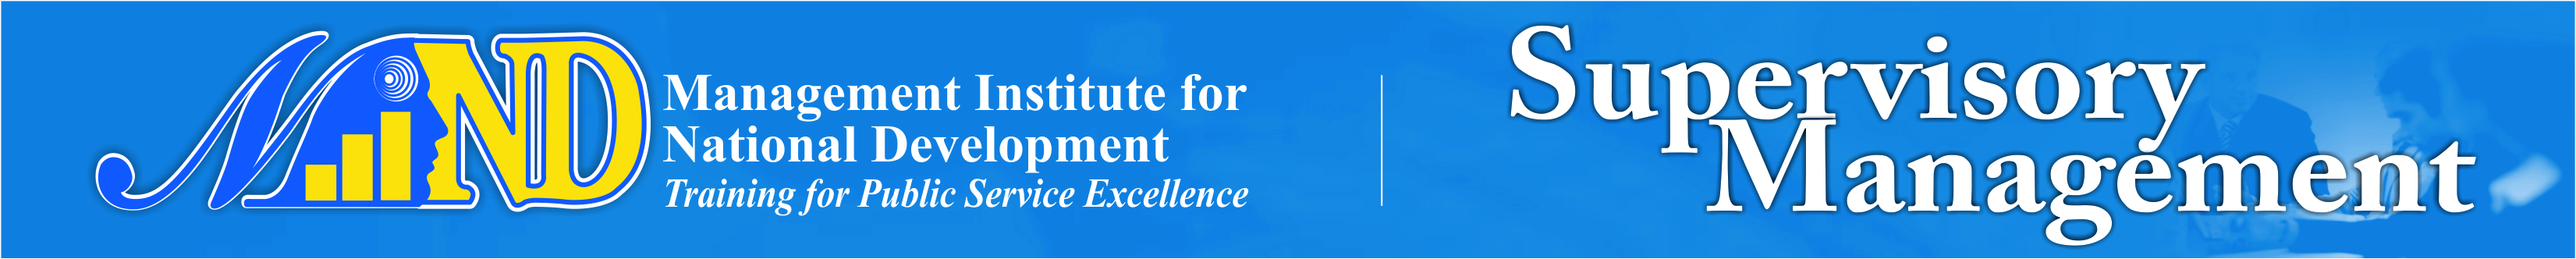 MIND
Management Institute for
National Development
Training for Public Service Excellence
Supervisory
Management